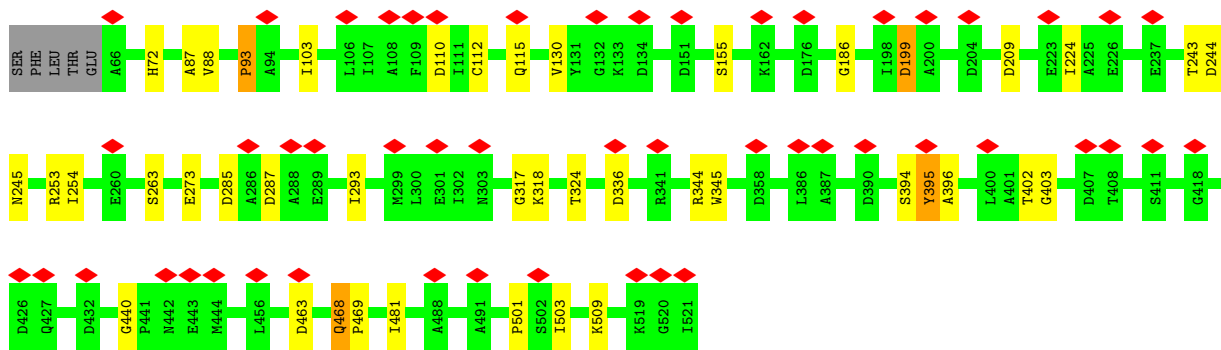 SER PHE LEU THR GLU A66 H72 A87 V88 P93 A94 I103 L106 I107 A108 F109 D110 I111 C112 Q115 V130 Y131 G132 K133 D134 D151 S155 K162 D176 G186 I198 D199 A200 D204 D209 E223 I224 A225 E226 E237 T243 D244
N245 R253 I254 E260 S263 E273 D285 A286 D287 A288 E289 I293 M299 L300 E301 I302 N303 G317 K318 T324 D336 R341 R344 W345 D358 L386 A387 D390 S394 Y395 A396 L400 A401 T402 G403 D407 T408 S411 G418
D426 Q427 D432 G440 P441 N442 E443 M444 L456 D463 Q468 P469 I481 A488 A491 P501 S502 I503 K509 K519 G520 I521